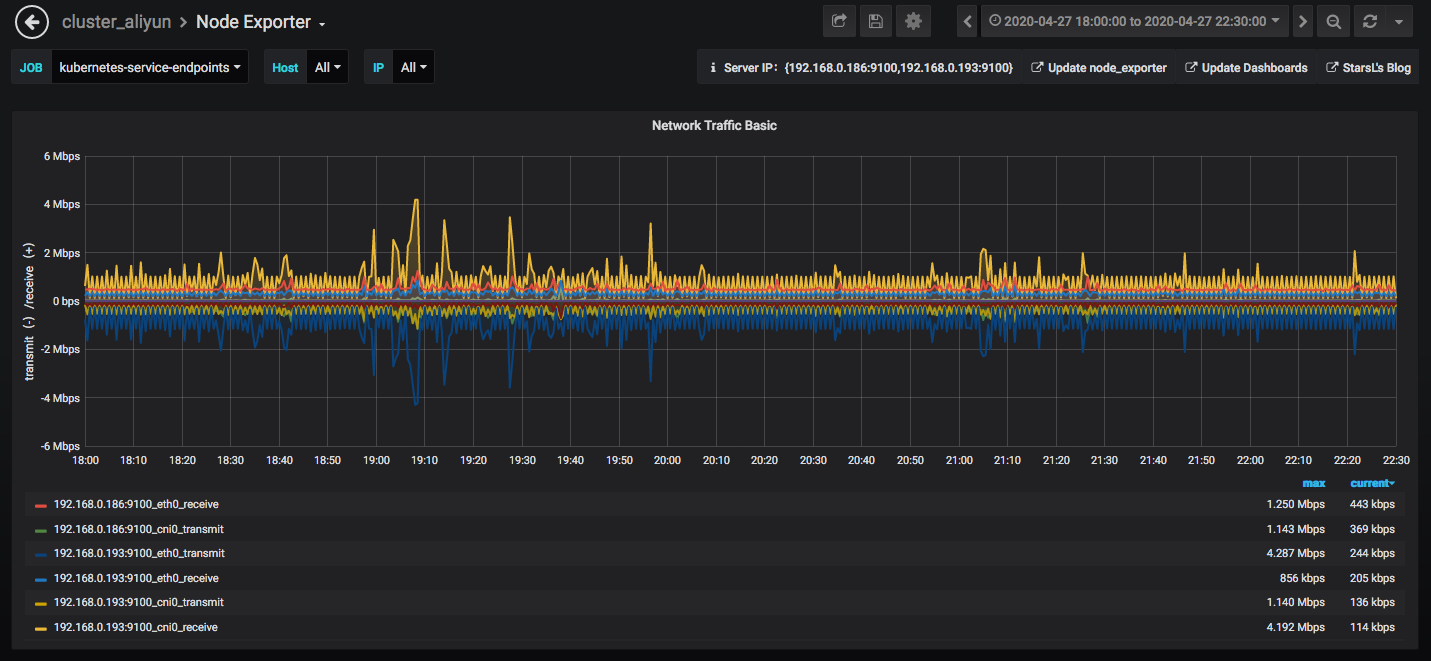 cluster_aliyun > Node Exporter
2020-04-27 18:00:00 to 2020-04-27 22:30:00
JOB kubernetes-service-endpoints Host All IP All
Server IP: {192.168.0.186:9100,192.168.0.193:9100} Update node_exporter Update Dashboards StarsL's Blog
Network Traffic Basic
transmit (-) /receive (+)
6 Mbps
4 Mbps
2 Mbps
0 bps
-2 Mbps
-4 Mbps
-6 Mbps
18:00 18:10 18:20 18:30 18:40 18:50 19:00 19:10 19:20 19:30 19:40 19:50 20:00 20:10 20:20 20:30 20:40 20:50 21:00 21:10 21:20 21:30 21:40 21:50 22:00 22:10 22:20 22:30
max current
192.168.0.186:9100_eth0_receive 1.250 Mbps 443 kbps
192.168.0.186:9100_cni0_transmit 1.143 Mbps 369 kbps
192.168.0.193:9100_eth0_transmit 4.287 Mbps 244 kbps
192.168.0.193:9100_eth0_receive 856 kbps 205 kbps
192.168.0.193:9100_cni0_transmit 1.140 Mbps 136 kbps
192.168.0.193:9100_cni0_receive 4.192 Mbps 114 kbps